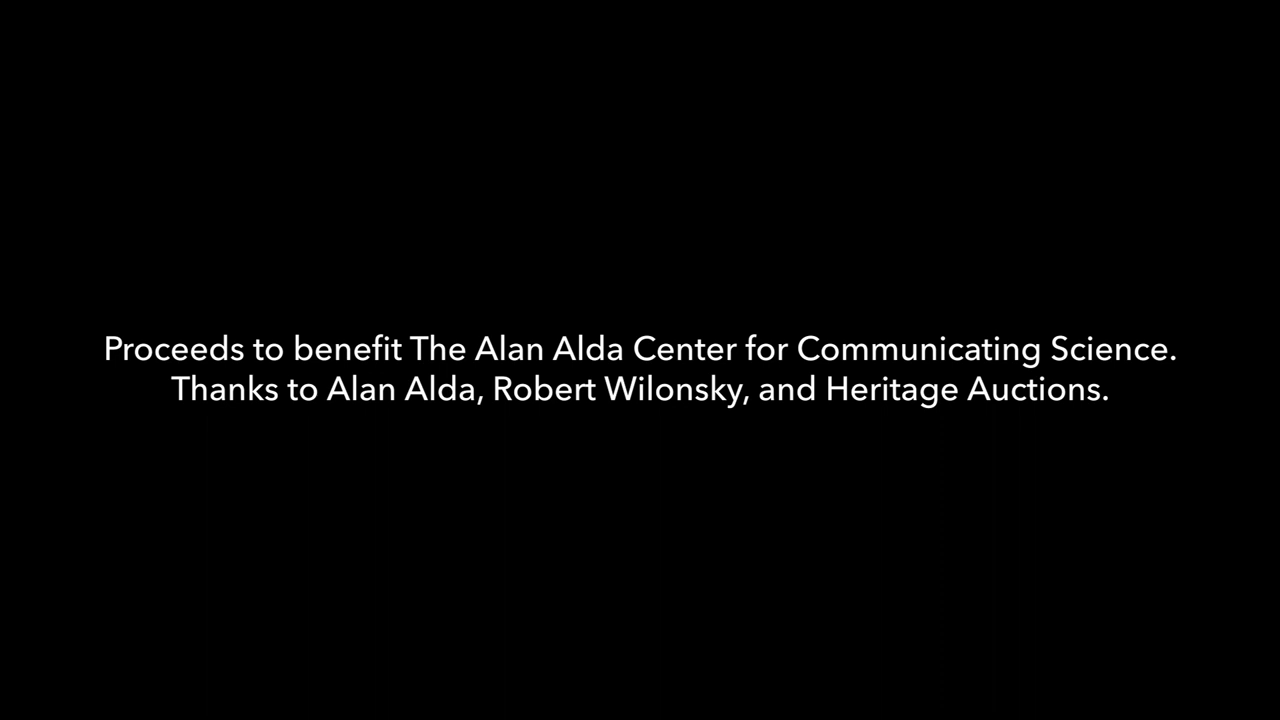 Proceeds to benefit The Alan Alda Center for Communicating Science.
Thanks to Alan Alda, Robert Wilonsky, and Heritage Auctions.